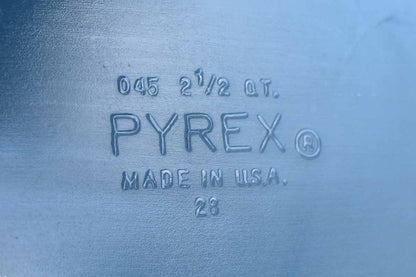 045 2 1/2 QT.
PYREX®
MADE IN U.S.A.
28